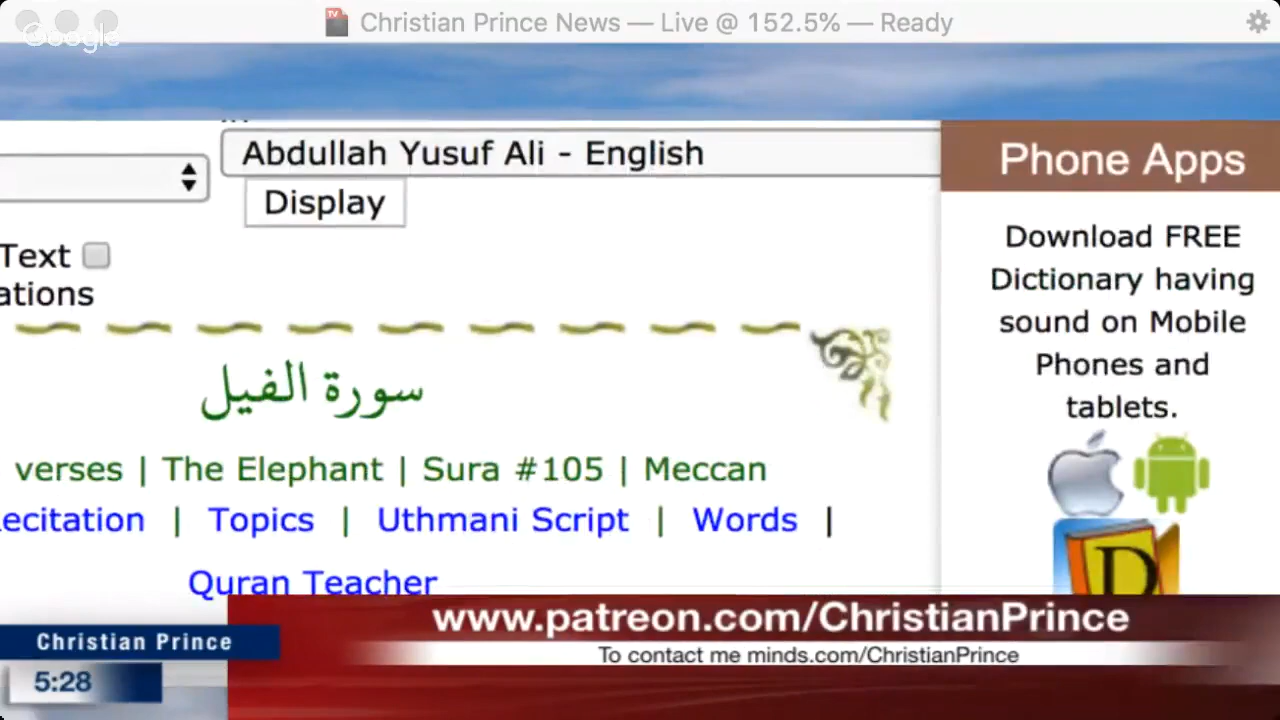 Christian Prince News — Live @ 152.5% — Ready
Google
Abdullah Yusuf Ali - English
Display
Text
ations
Phone Apps
Download FREE
Dictionary having
sound on Mobile
Phones and
tablets.
سورة الفيل
verses | The Elephant | Sura #105 | Meccan
ecitation | Topics | Uthmani Script | Words |
Quran Teacher
D
www.patreon.com/ChristianPrince
To contact me minds.com/ChristianPrince
Christian Prince
5:28